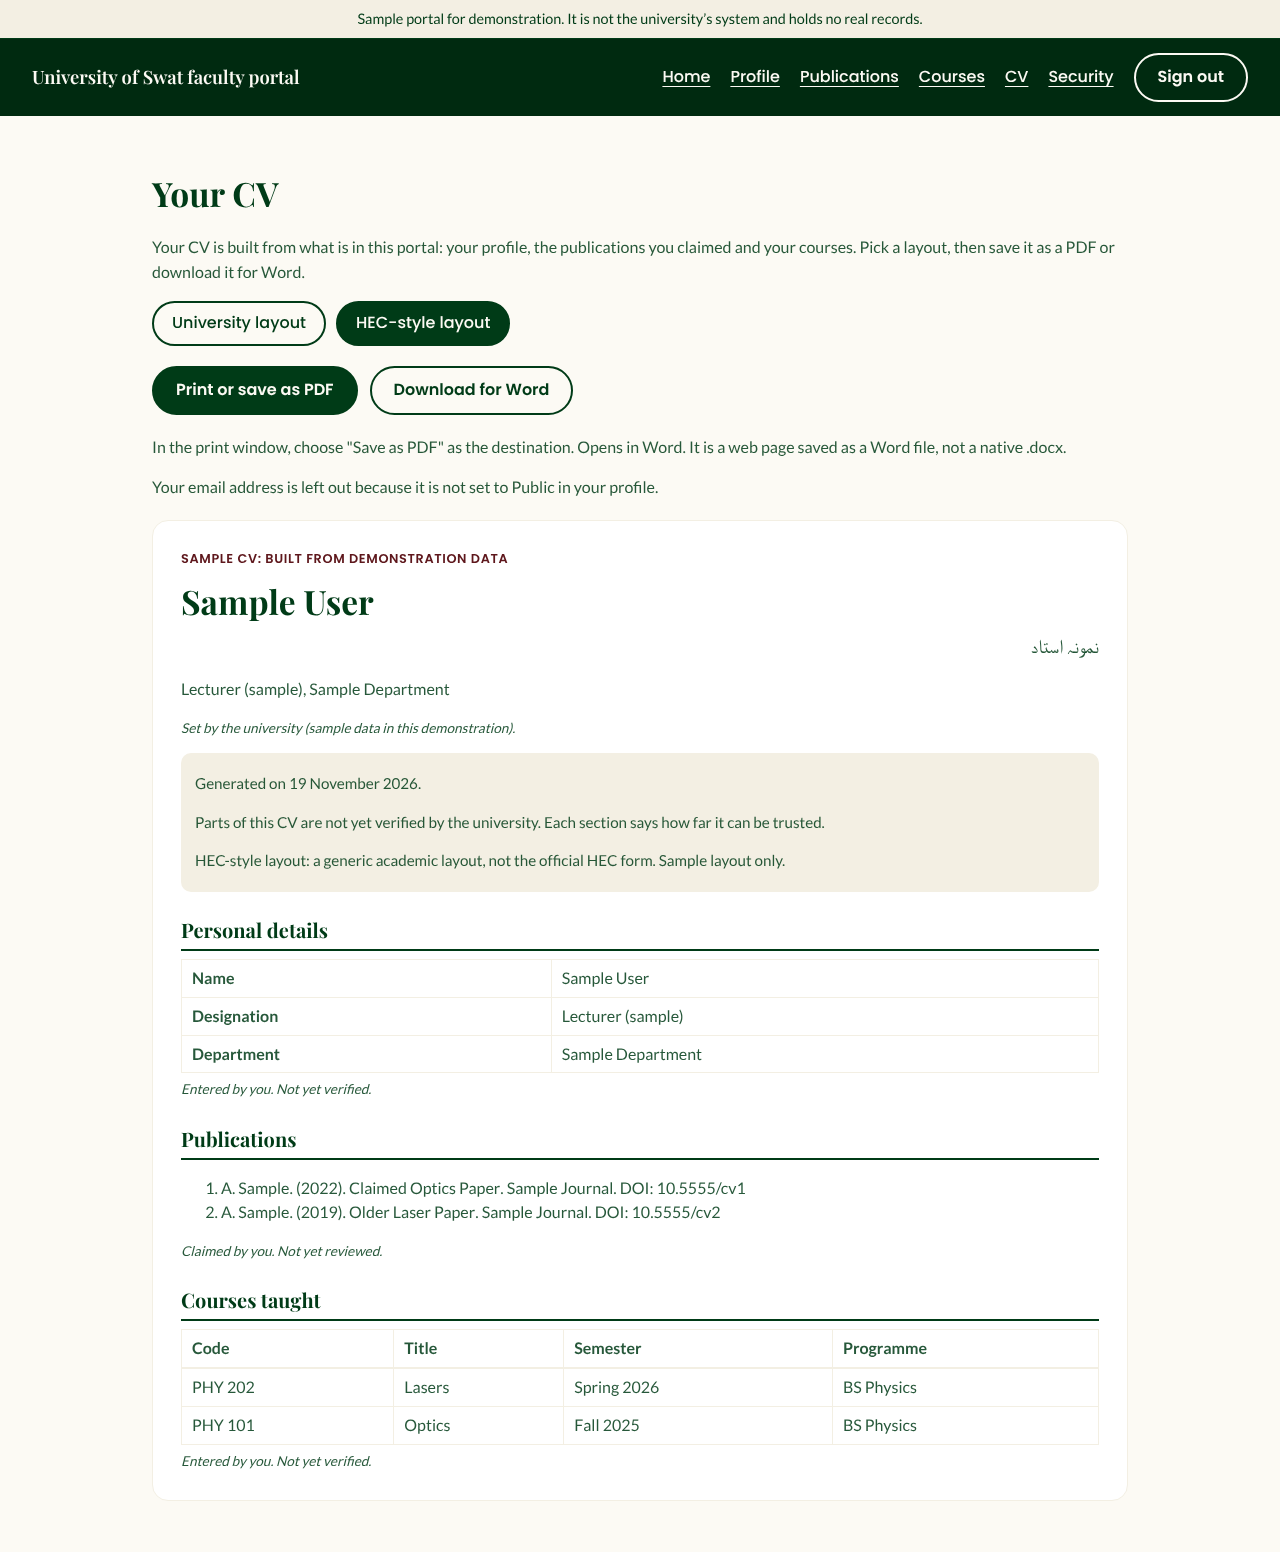 Sample portal for demonstration. It is not the university’s system and holds no real records.
University of Swat faculty portal
Home Profile Publications Courses CV Security Sign out
Your CV
Your CV is built from what is in this portal: your profile, the publications you claimed and your courses. Pick a layout, then save it as a PDF or
download it for Word.
University layout HEC-style layout
Print or save as PDF Download for Word
In the print window, choose "Save as PDF" as the destination. Opens in Word. It is a web page saved as a Word file, not a native .docx.
Your email address is left out because it is not set to Public in your profile.
SAMPLE CV: BUILT FROM DEMONSTRATION DATA
Sample User
نمونہ استاد
Lecturer (sample), Sample Department
Set by the university (sample data in this demonstration).
Generated on 19 November 2026.
Parts of this CV are not yet verified by the university. Each section says how far it can be trusted.
HEC-style layout: a generic academic layout, not the official HEC form. Sample layout only.
Personal details
Name Sample User
Designation Lecturer (sample)
Department Sample Department
Entered by you. Not yet verified.
Publications
1. A. Sample. (2022). Claimed Optics Paper. Sample Journal. DOI: 10.5555/cv1
2. A. Sample. (2019). Older Laser Paper. Sample Journal. DOI: 10.5555/cv2
Claimed by you. Not yet reviewed.
Courses taught
Code Title Semester Programme
PHY 202 Lasers Spring 2026 BS Physics
PHY 101 Optics Fall 2025 BS Physics
Entered by you. Not yet verified.